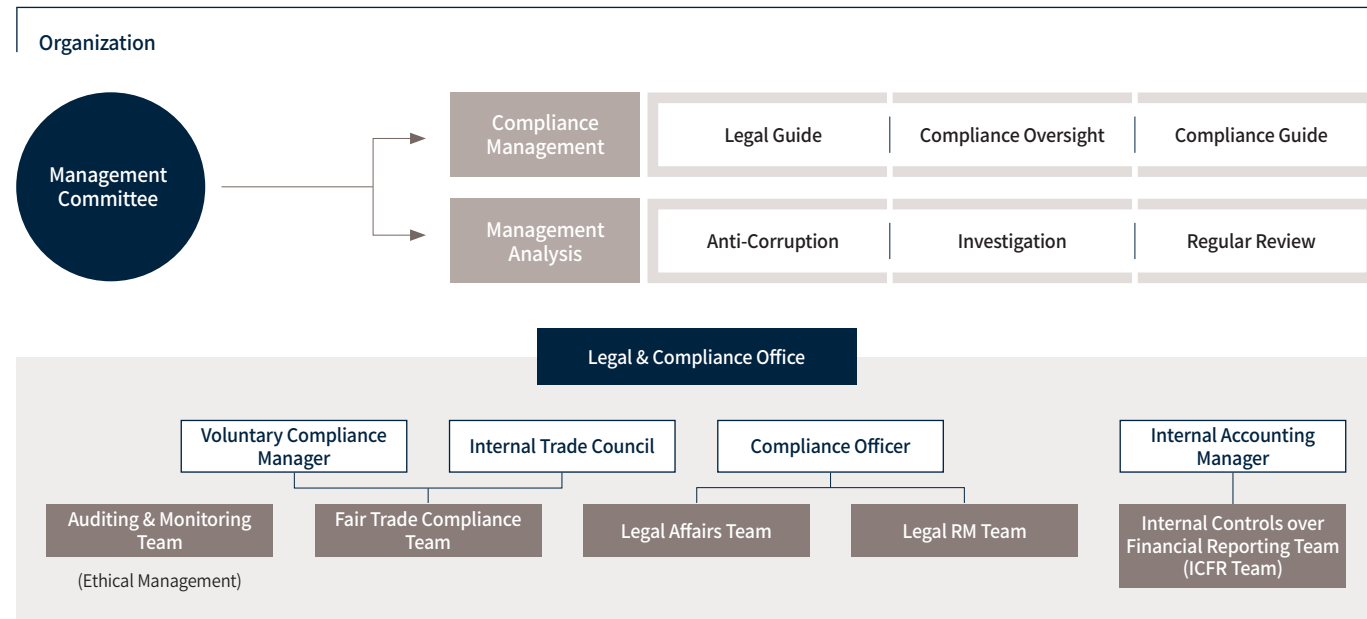 Organization
Management
Committee
Compliance
Management
Legal Guide
Compliance Oversight
Compliance Guide
Management
Analysis
Anti-Corruption
Investigation
Regular Review
Legal & Compliance Office
Voluntary Compliance
Manager
Internal Trade Council
Compliance Officer
Internal Accounting
Manager
Auditing & Monitoring
Team
(Ethical Management)
Fair Trade Compliance
Team
Legal Affairs Team
Legal RM Team
Internal Controls over
Financial Reporting Team
(ICFR Team)